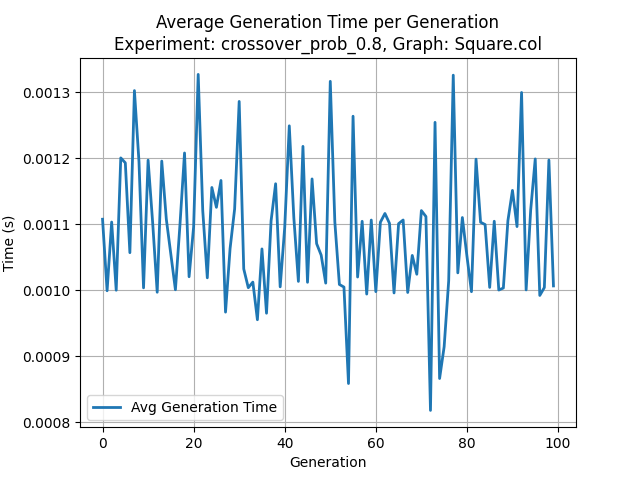 Average Generation Time per Generation
Experiment: crossover_prob_0.8, Graph: Square.col
0.0013
0.0012
0.0011
0.0010
0.0009
0.0008
Time (s)
Avg Generation Time
0 20 40 60 80 100
Generation